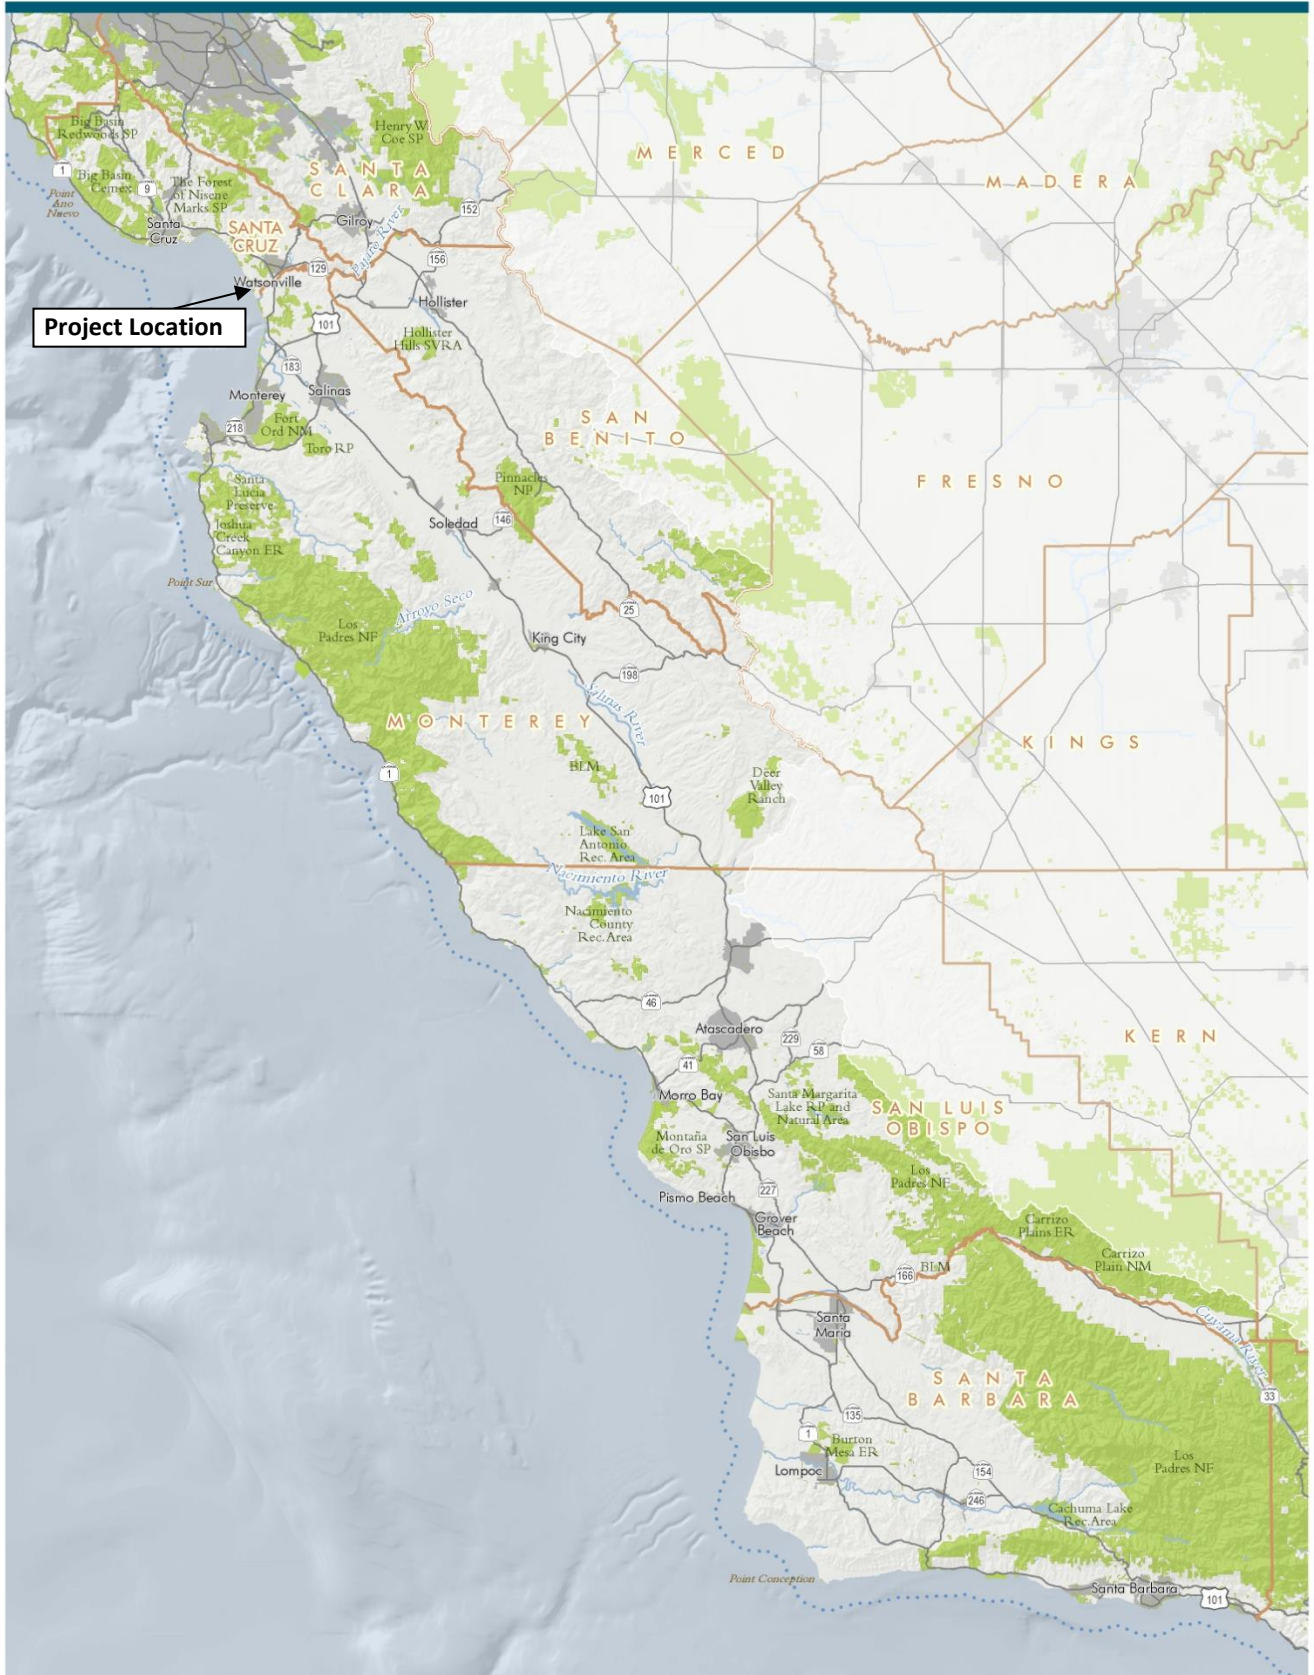 Big Basin
Redwoods SP
Henry W.
Coe SP
MERCED
SANTA
CLARA
MADERA
1
Big Basin
Cemex
9
The Forest
of Nisene
Marks SP
Point
Ano
Nuevo
152
Santa
Cruz
SANTA
CRUZ
Gilroy
Pajaro River
156
129
Watsonville
Hollister
Project Location
101
Hollister
Hills SVRA
183
Monterey
Salinas
218
Fort
Ord NM
Toro RP
SAN
BENITO
Pinnacles
NP
FRESNO
Santa
Lucia
Preserve
Soledad
146
Joshua
Creek
Canyon ER
Point Sur
Arroyo Seco
25
Los
Padres NF
King City
198
Salinas River
MONTEREY
KINGS
BLM
1
Deer
Valley
Ranch
101
Lake San
Antonio
Rec. Area
Nacimiento River
Nacimiento
County
Rec. Area
46
Atascadero
229
58
KERN
41
Morro Bay
Santa Margarita
Lake RP and
Natural Area
SAN LUIS
OBISPO
Montaña
de Oro SP
San Luis
Obisbo
Los
Padres NF
Pismo Beach
227
Grover
Beach
Carrizo
Plains ER
Carrizo
Plain NM
166
BLM
Santa
Maria
Cuyama River
SANTA
BARBARA
33
135
1
Burton
Mesa ER
Lompoc
154
Los
Padres NF
246
Cachuma Lake
Rec. Area
Point Conception
Santa Barbara
101